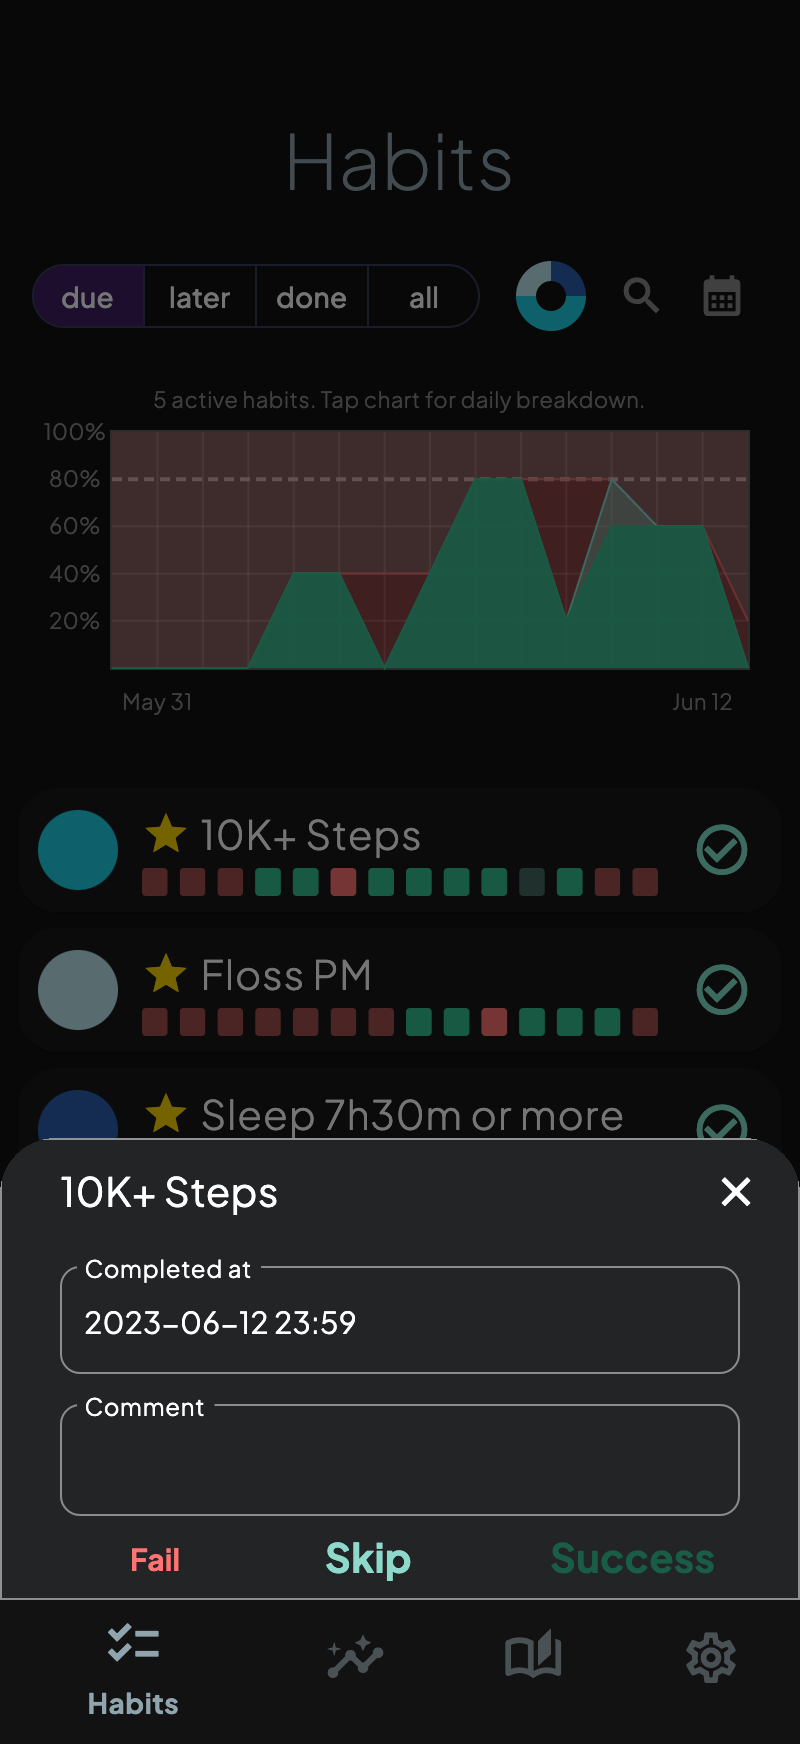 Habits
due later done all
5 active habits. Tap chart for daily breakdown.
100%
80%
60%
40%
20%
May 31 Jun 12
10K+ Steps
Floss PM
Sleep 7h30m or more
10K+ Steps
Completed at
2023-06-12 23:59
Comment
Fail Skip Success
Habits